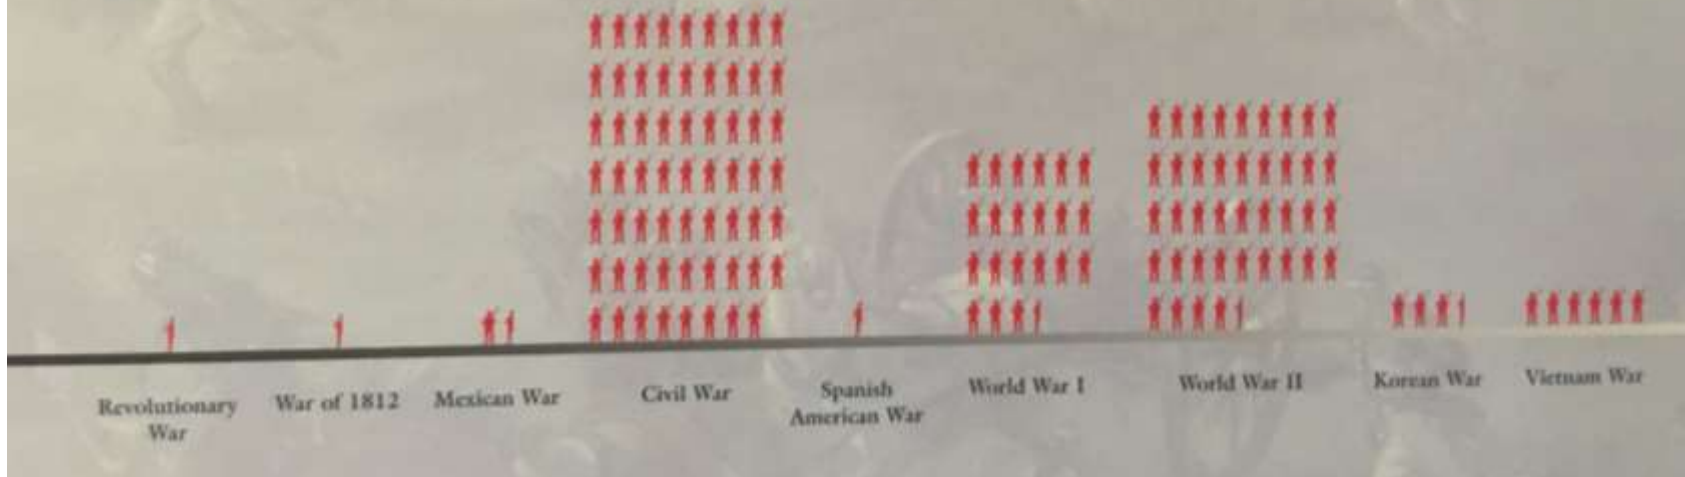 Revolutionary
War
War of 1812
Mexican War
Civil War
Spanish
American War
World War I
World War II
Korean War
Vietnam War